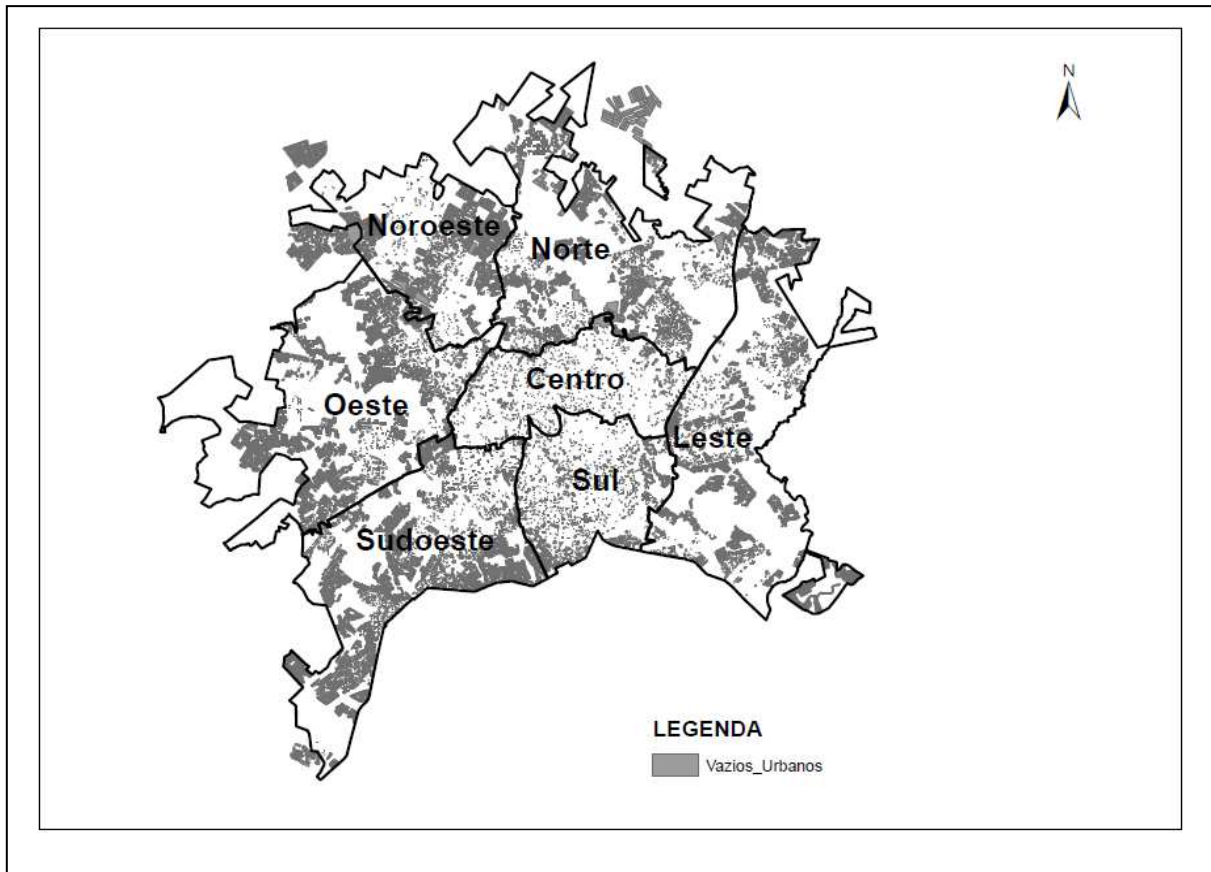 N
Noroeste
Norte
Centro
Oeste
Leste
Sul
Sudoeste
LEGENDA
Vazios_Urbanos